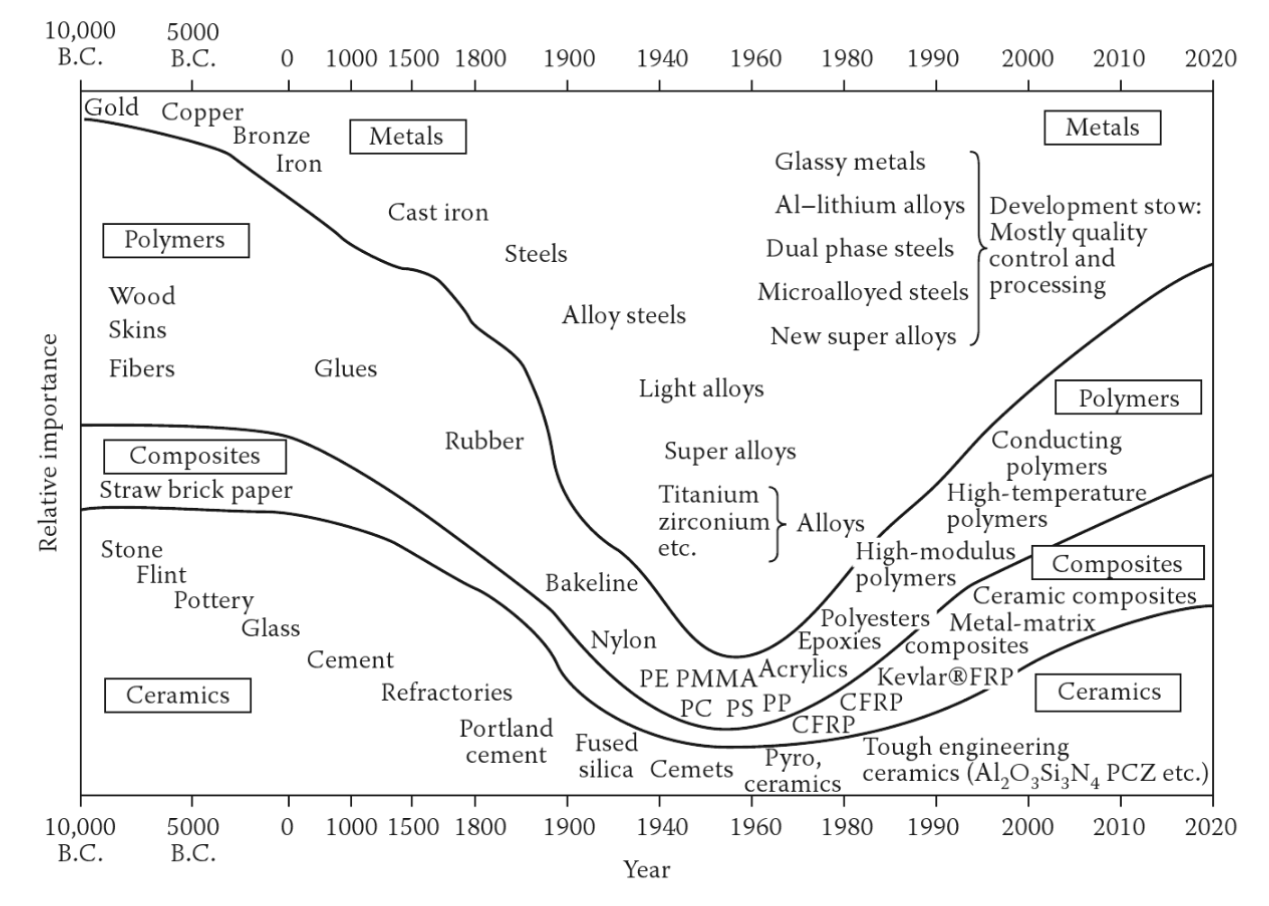 10,000
B.C.
5000
B.C.
0
1000
1500
1800
1900
1940
1960
1980
1990
2000
2010
2020
Gold
Copper
Bronze
Iron
Metals
Metals
Glassy metals
Al–lithium alloys
Dual phase steels
Microalloyed steels
New super alloys
Development stow:
Mostly quality
control and
processing
Cast iron
Steels
Alloy steels
Light alloys
Super alloys
Titanium
zirconium
etc.
Alloys
Polymers
Wood
Skins
Fibers
Glues
Rubber
Bakeline
Nylon
PE PMMA
PC PS PP
Acrylics
Epoxies
Polyesters
High-modulus
polymers
High-temperature
polymers
Conducting
polymers
Polymers
Composites
Straw brick paper
Composites
Ceramic composites
Metal-matrix
composites
Kevlar®FRP
CFRP
CFRP
Stone
Flint
Pottery
Glass
Cement
Ceramics
Refractories
Portland
cement
Fused
silica
Cemets
Pyro,
ceramics
Tough engineering
ceramics (Al2O3Si3N4 PCZ etc.)
Ceramics
Relative importance
10,000
B.C.
5000
B.C.
0
1000
1500
1800
1900
1940
1960
1980
1990
2000
2010
2020
Year